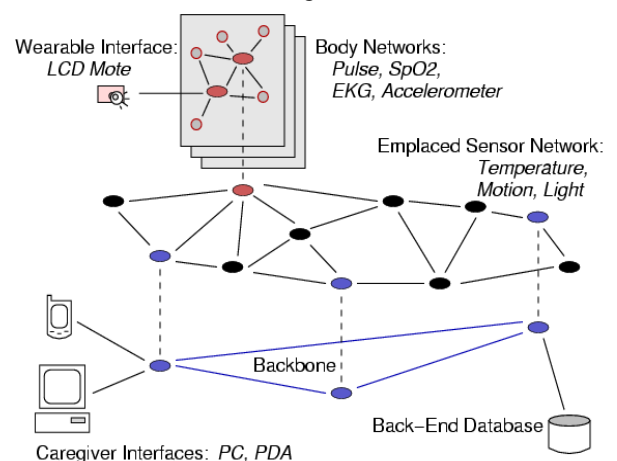 Wearable Interface:
LCD Mote
Body Networks:
Pulse, SpO2,
EKG, Accelerometer
Emplaced Sensor Network:
Temperature,
Motion, Light
Backbone
Back−End Database
Caregiver Interfaces: PC, PDA